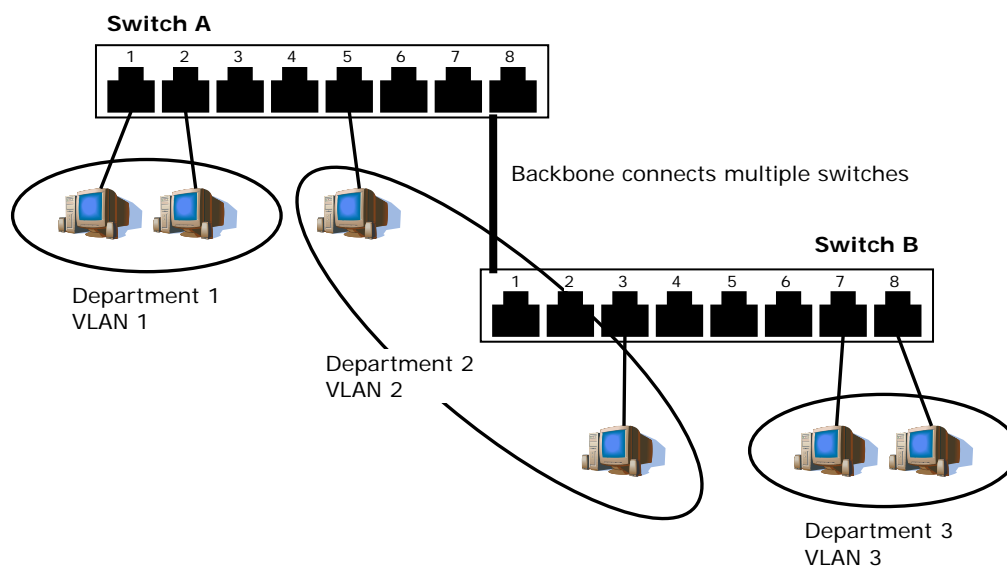 Switch A
1 2 3 4 5 6 7 8
Backbone connects multiple switches
Switch B
1 2 3 4 5 6 7 8
Department 1
VLAN 1
Department 2
VLAN 2
Department 3
VLAN 3